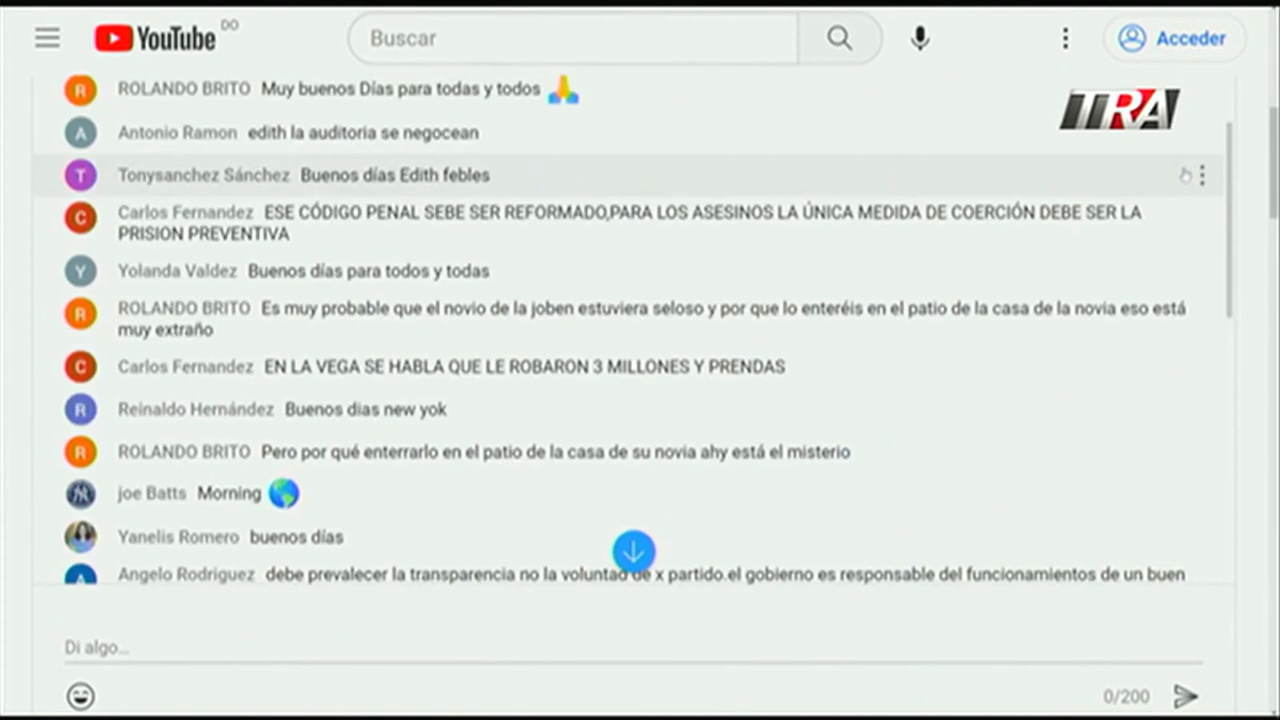 YouTube DO
Buscar
Acceder
TRA
R ROLANDO BRITO Muy buenos Días para todas y todos
A Antonio Ramon edith la auditoria se negocean
T Tonysanchez Sánchez Buenos días Edith febles
C Carlos Fernandez ESE CÓDIGO PENAL SEBE SER REFORMADO,PARA LOS ASESINOS LA ÚNICA MEDIDA DE COERCIÓN DEBE SER LA
PRISION PREVENTIVA
Y Yolanda Valdez Buenos días para todos y todas
R ROLANDO BRITO Es muy probable que el novio de la joben estuviera seloso y por que lo enteréis en el patio de la casa de la novia eso está
muy extraño
C Carlos Fernandez EN LA VEGA SE HABLA QUE LE ROBARON 3 MILLONES Y PRENDAS
R Reinaldo Hernández Buenos dias new yok
R ROLANDO BRITO Pero por qué enterrarlo en el patio de la casa de su novia ahy está el misterio
joe Batts Morning
Yanelis Romero buenos días
A Angelo Rodriguez debe prevalecer la transparencia no la voluntad de x partido.el gobierno es responsable del funcionamientos de un buen
Di algo...
0/200